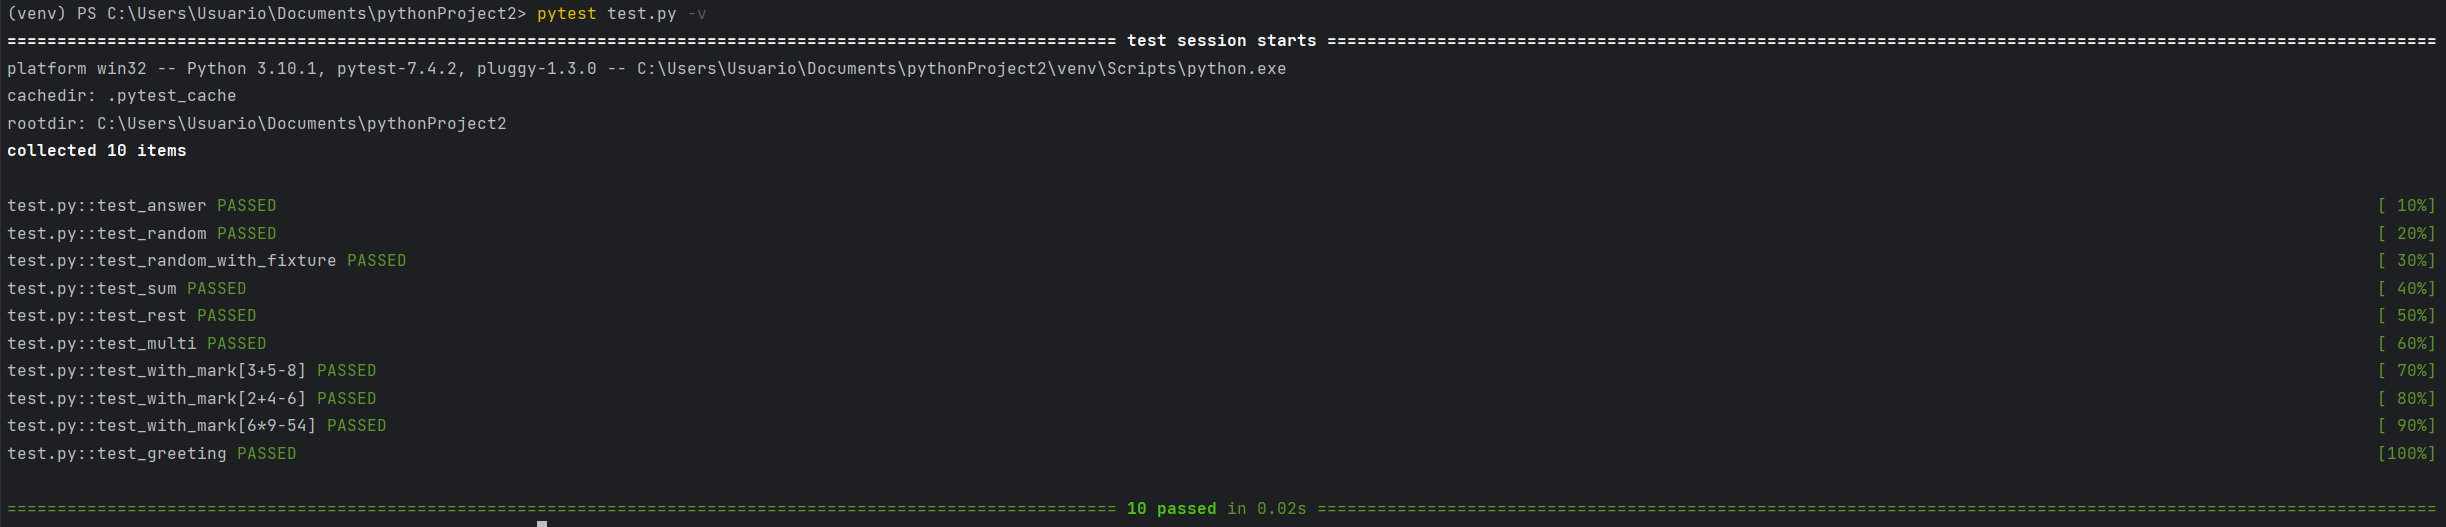 (venv) PS C:\Users\Usuario\Documents\pythonProject2> pytest test.py -v
=============================================================================================================== test session starts ===============================================================================================================
platform win32 -- Python 3.10.1, pytest-7.4.2, pluggy-1.3.0 -- C:\Users\Usuario\Documents\pythonProject2\venv\Scripts\python.exe
cachedir: .pytest_cache
rootdir: C:\Users\Usuario\Documents\pythonProject2
collected 10 items
test.py::test_answer PASSED [ 10%]
test.py::test_random PASSED [ 20%]
test.py::test_random_with_fixture PASSED [ 30%]
test.py::test_sum PASSED [ 40%]
test.py::test_rest PASSED [ 50%]
test.py::test_multi PASSED [ 60%]
test.py::test_with_mark[3+5-8] PASSED [ 70%]
test.py::test_with_mark[2+4-6] PASSED [ 80%]
test.py::test_with_mark[6*9-54] PASSED [ 90%]
test.py::test_greeting PASSED [100%]
=============================================================================================================== 10 passed in 0.02s ================================================================================================================